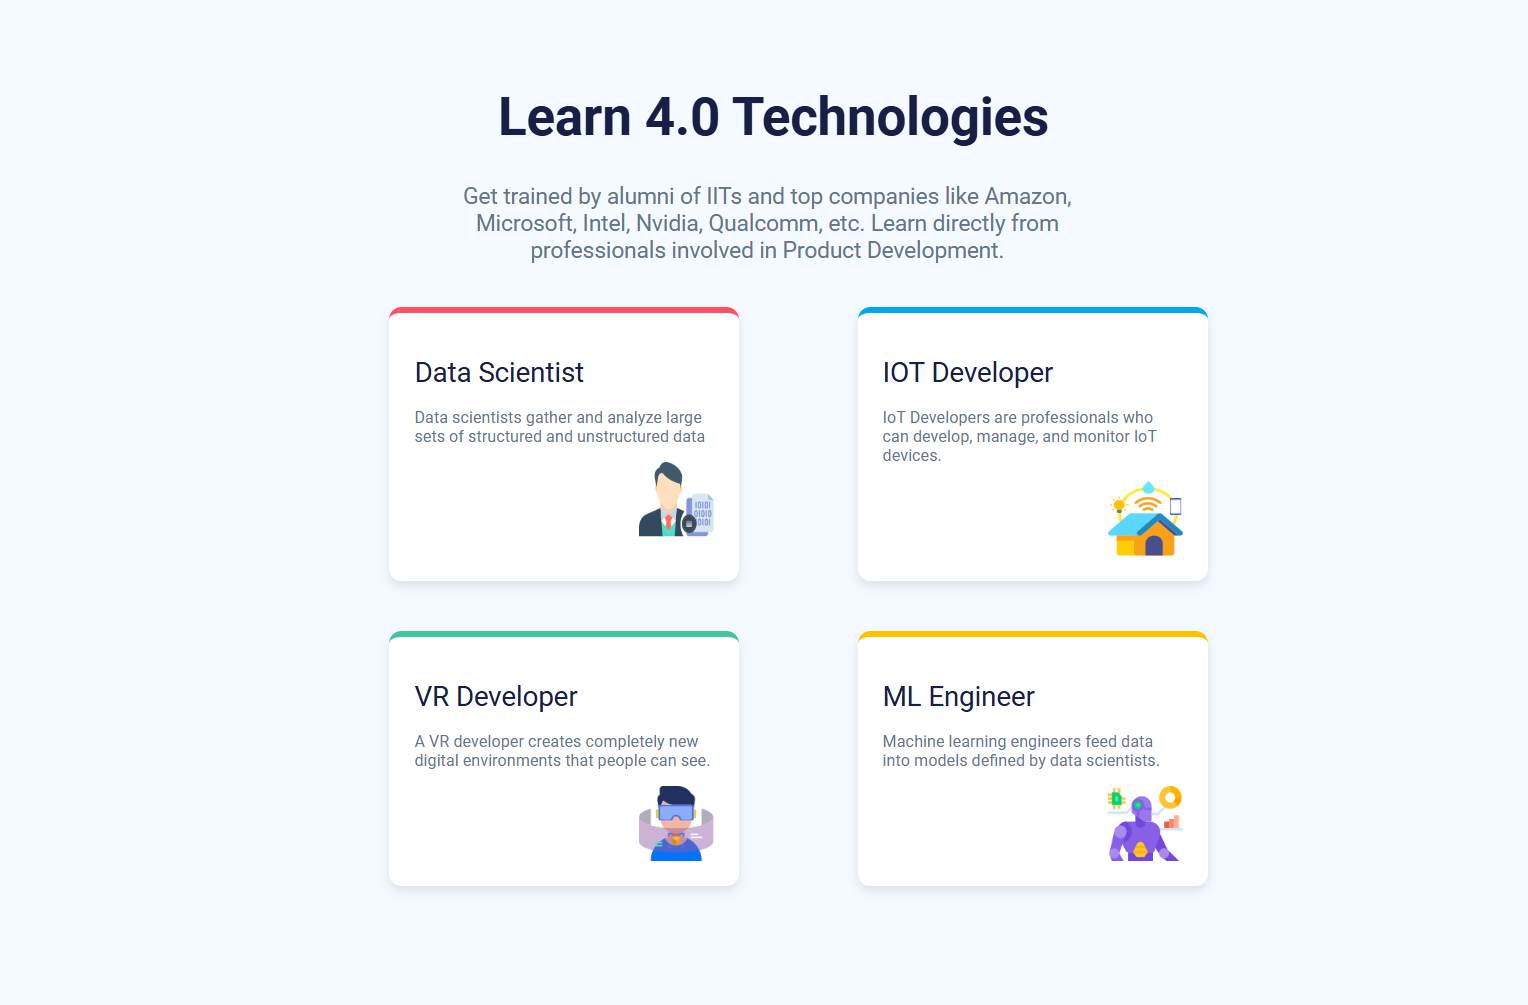 Learn 4.0 Technologies
Get trained by alumni of IITs and top companies like Amazon,
Microsoft, Intel, Nvidia, Qualcomm, etc. Learn directly from
professionals involved in Product Development.
Data Scientist
Data scientists gather and analyze large
sets of structured and unstructured data
0101
01010
0101
IOT Developer
IoT Developers are professionals who
can develop, manage, and monitor IoT
devices.
VR Developer
A VR developer creates completely new
digital environments that people can see.
ML Engineer
Machine learning engineers feed data
into models defined by data scientists.